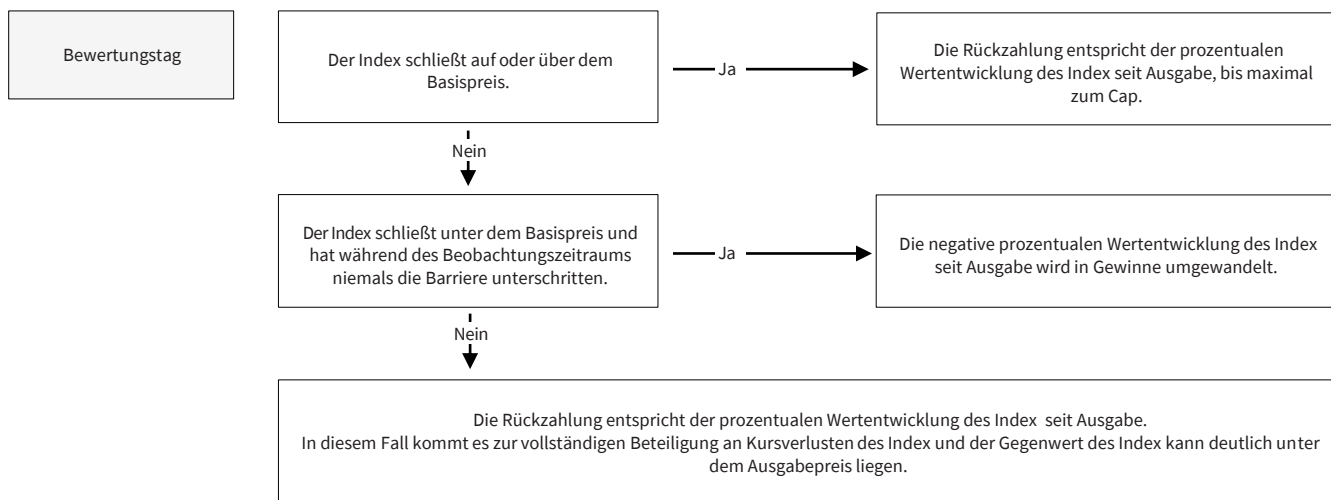 Bewertungstag
Der Index schließt auf oder über dem
Basispreis.
Ja
Die Rückzahlung entspricht der prozentualen
Wertentwicklung des Index seit Ausgabe, bis maximal
zum Cap.
Nein
Der Index schließt unter dem Basispreis und
hat während des Beobachtungszeitraums
niemals die Barriere unterschritten.
Ja
Die negative prozentualen Wertentwicklung des Index
seit Ausgabe wird in Gewinne umgewandelt.
Nein
Die Rückzahlung entspricht der prozentualen Wertentwicklung des Index seit Ausgabe.
In diesem Fall kommt es zur vollständigen Beteiligung an Kursverlusten des Index und der Gegenwert des Index kann deutlich unter
dem Ausgabepreis liegen.